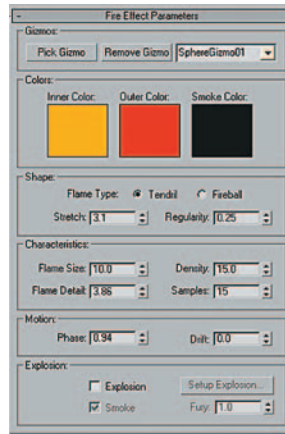 - Fire Effect Parameters
Gizmos:
Pick Gizmo Remove Gizmo SphereGizmo01
Colors:
Inner Color: Outer Color: Smoke Color:
Shape:
Flame Type: Tendril Fireball
Stretch: 3.1 Regularity: 0.25
Characteristics:
Flame Size: 10.0 Density: 15.0
Flame Detail: 3.86 Samples: 15
Motion:
Phase: 0.94 Drift: 0.0
Explosion:
Explosion Setup Explosion...
Smoke Fury: 1.0